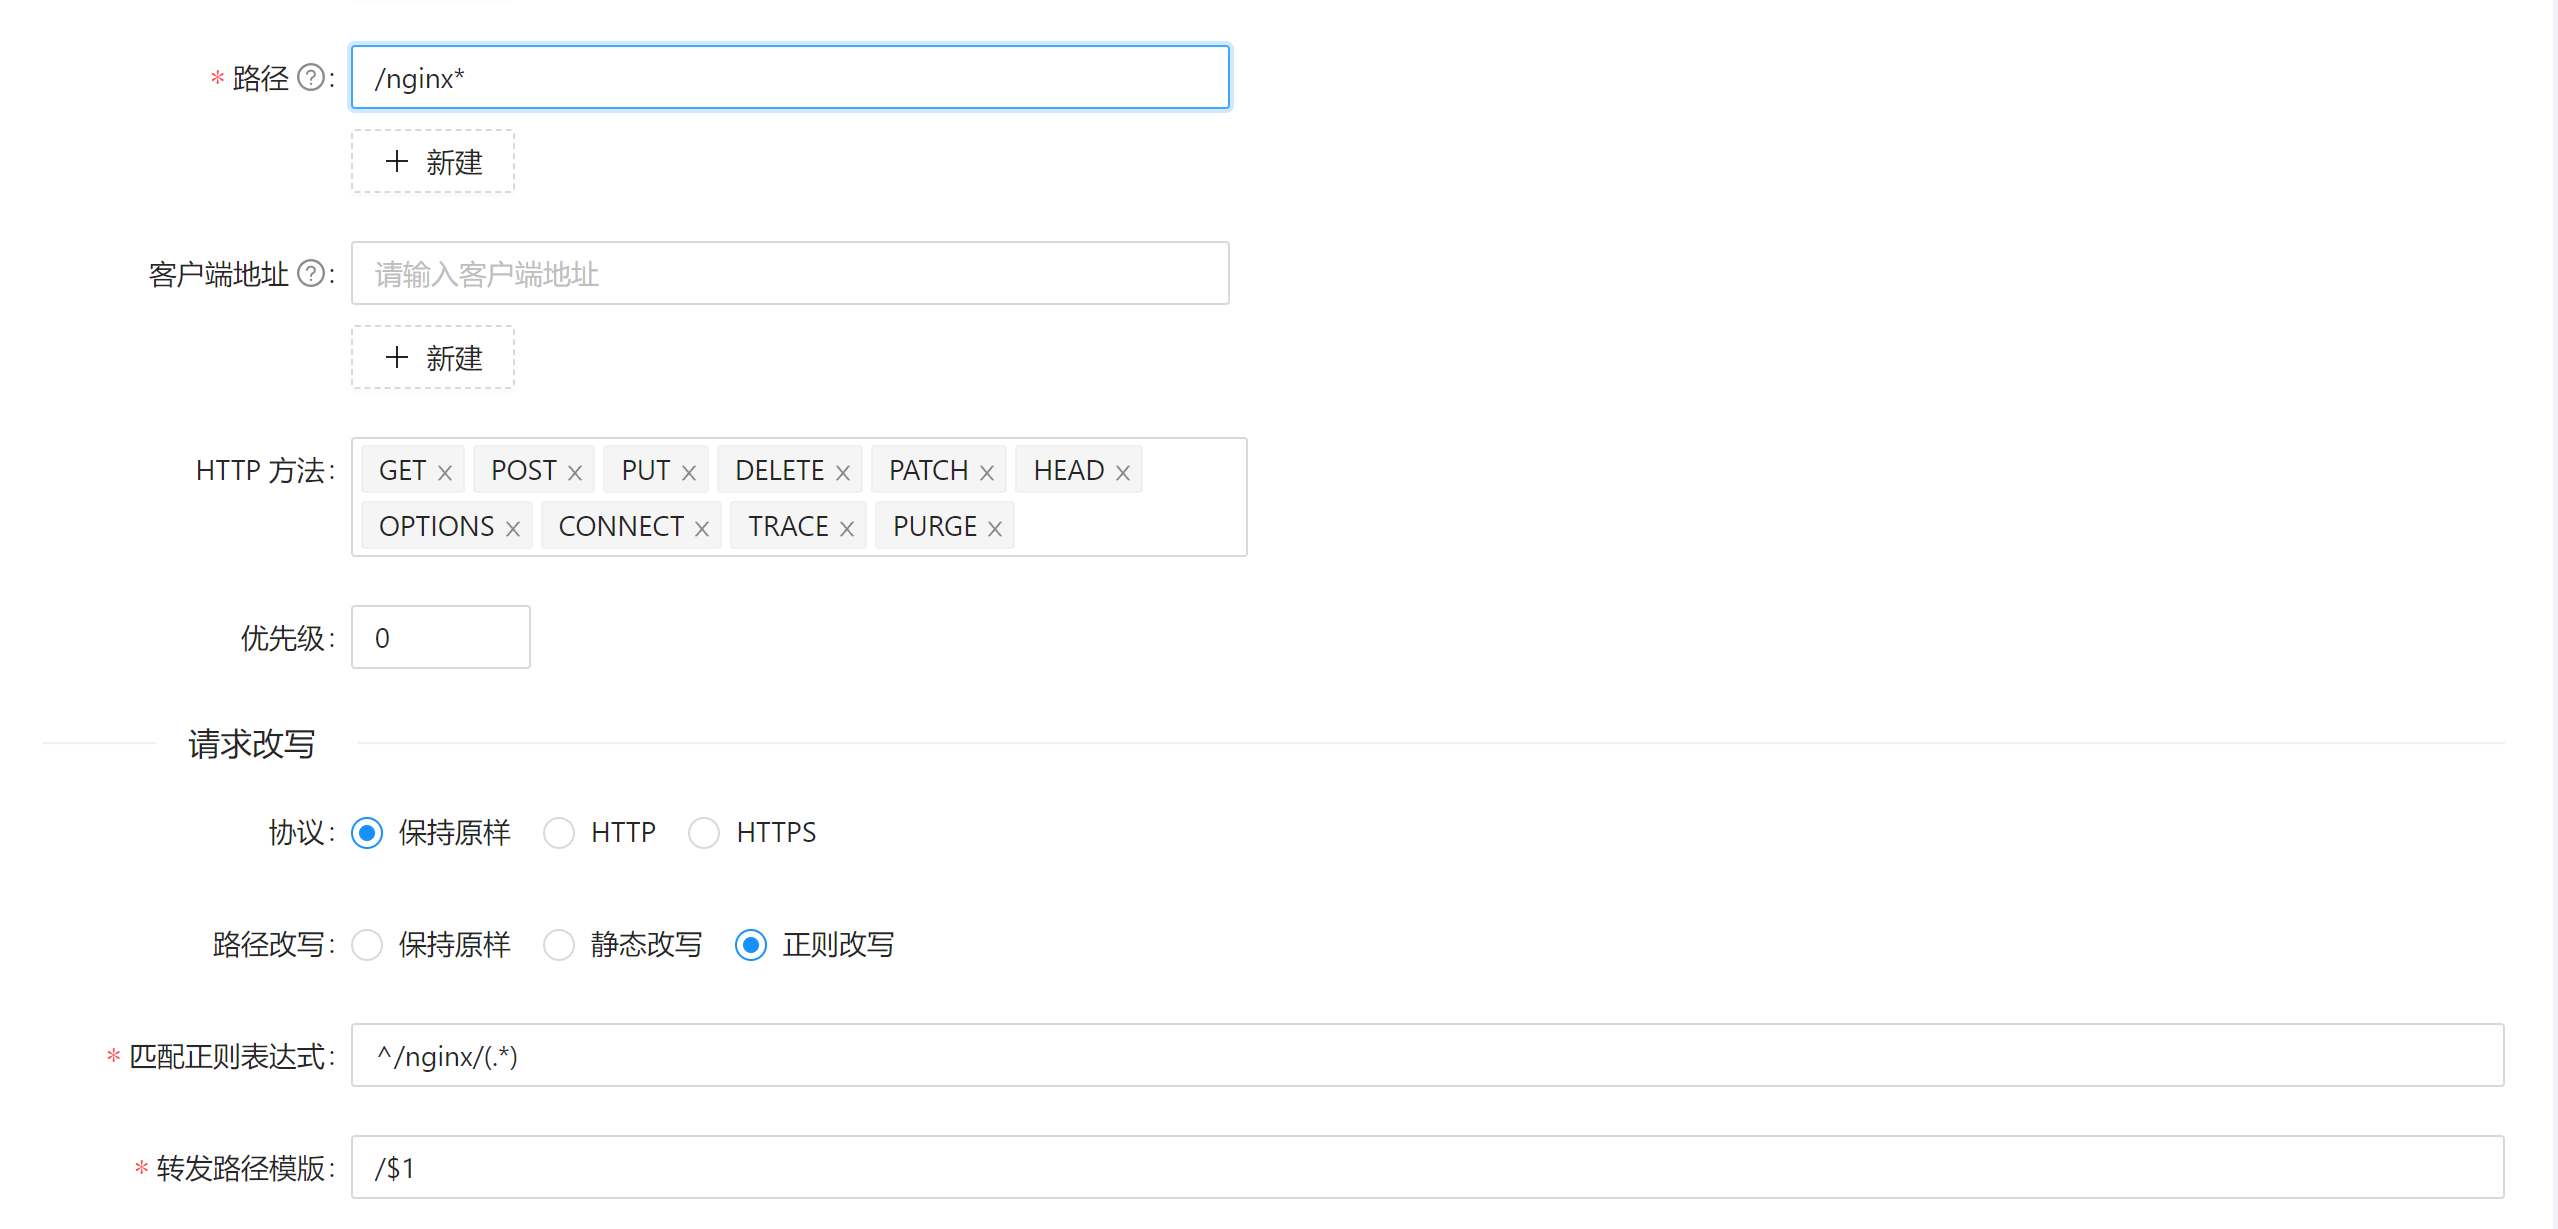 * 路径 ? : /nginx*
+ 新建
客户端地址 ? : 请输入客户端地址
+ 新建
HTTP 方法 : GET × POST × PUT × DELETE × PATCH × HEAD ×
OPTIONS × CONNECT × TRACE × PURGE ×
优先级 : 0
请求改写
协议 : 保持原样 HTTP HTTPS
路径改写 : 保持原样 静态改写 正则改写
* 匹配正则表达式 : ^/nginx/(.*)
* 转发路径模版 : /$1